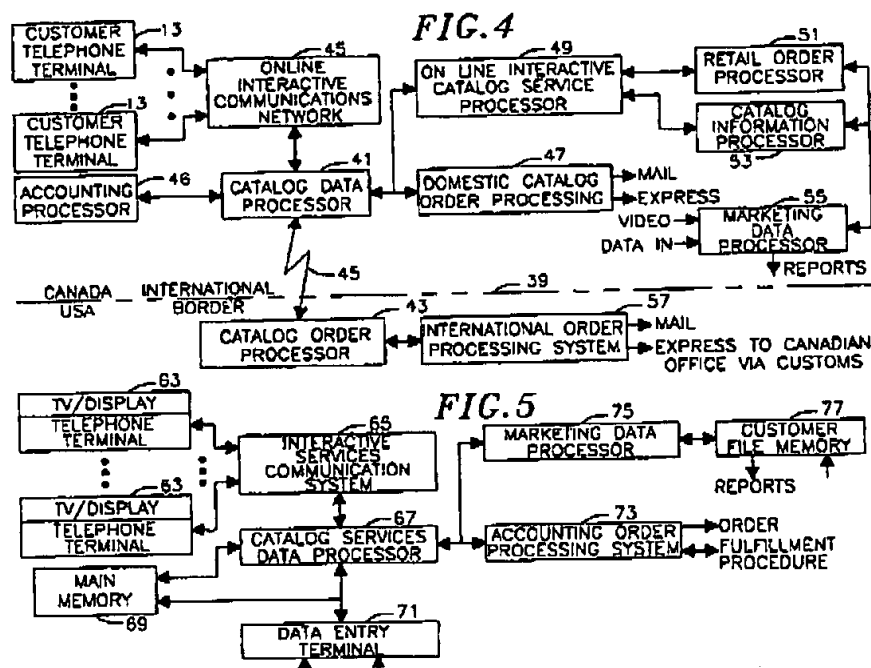 FIG.4
CUSTOMER
TELEPHONE
TERMINAL
13
13
CUSTOMER
TELEPHONE
TERMINAL
45
ONLINE
INTERACTIVE
COMMUNICATIONS
NETWORK
49
ON LINE INTERACTIVE
CATALOG SERVICE
PROCESSOR
51
RETAIL ORDER
PROCESSOR
CATALOG
INFORMATION
PROCESSOR
53
46
ACCOUNTING
PROCESSOR
41
CATALOG DATA
PROCESSOR
47
DOMESTIC CATALOG
ORDER PROCESSING
MAIL
EXPRESS
VIDEO
DATA IN
55
MARKETING
DATA
PROCESSOR
REPORTS
45
39
CANADA
USA
INTERNATIONAL
BORDER
43
CATALOG ORDER
PROCESSOR
57
INTERNATIONAL ORDER
PROCESSING SYSTEM
MAIL
EXPRESS TO CANADIAN
OFFICE VIA CUSTOMS
FIG.5
63
TV/DISPLAY
TELEPHONE
TERMINAL
63
TV/DISPLAY
TELEPHONE
TERMINAL
65
INTERACTIVE
SERVICES
COMMUNICATION
SYSTEM
75
MARKETING DATA
PROCESSOR
77
CUSTOMER
FILE MEMORY
REPORTS
67
CATALOG SERVICES
DATA PROCESSOR
73
ACCOUNTING ORDER
PROCESSING SYSTEM
ORDER
FULFILLMENT
PROCEDURE
MAIN
MEMORY
69
71
DATA ENTRY
TERMINAL